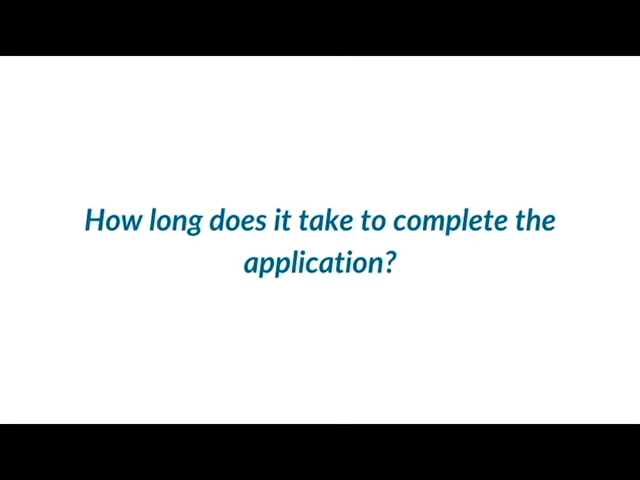 How long does it take to complete the
application?